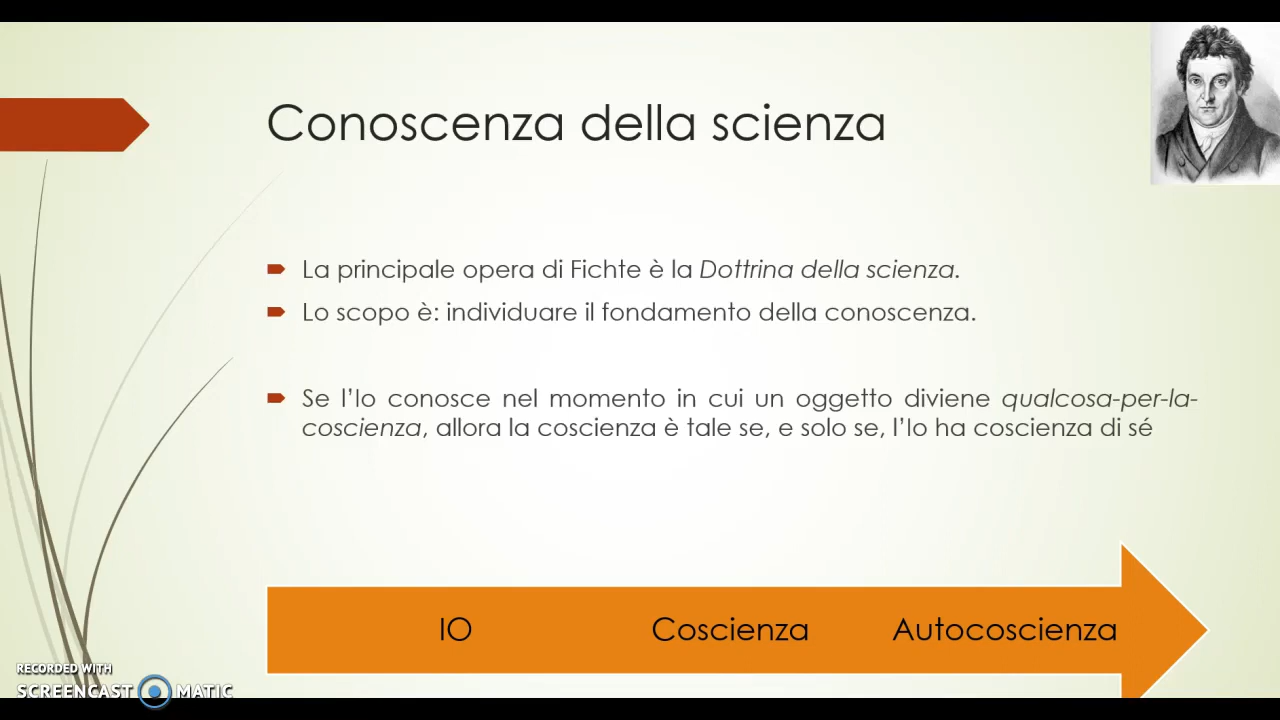 Conoscenza della scienza
La principale opera di Fichte è la Dottrina della scienza.
Lo scopo è: individuare il fondamento della conoscenza.
Se l'Io conosce nel momento in cui un oggetto diviene qualcosa-per-la-
coscienza, allora la coscienza è tale se, e solo se, l'Io ha coscienza di sé
IO Coscienza Autocoscienza
RECORDED WITH
SCREENCAST MATIC